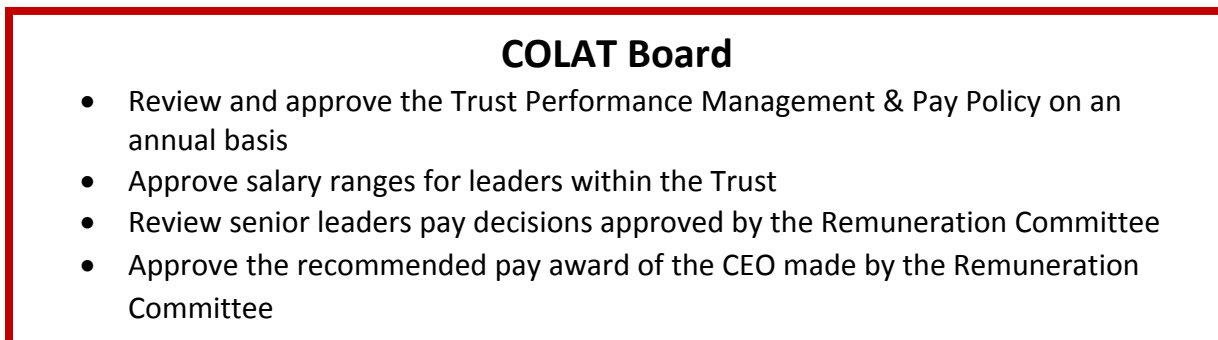 COLAT Board
• Review and approve the Trust Performance Management & Pay Policy on an
annual basis
• Approve salary ranges for leaders within the Trust
• Review senior leaders pay decisions approved by the Remuneration Committee
• Approve the recommended pay award of the CEO made by the Remuneration
Committee